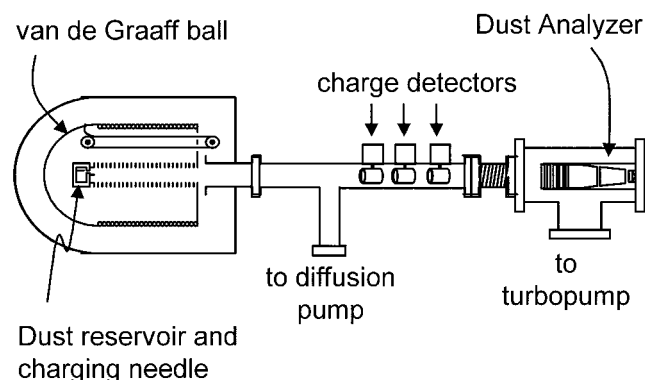 van de Graaff ball
Dust Analyzer
charge detectors
to diffusion
pump
to
turbopump
Dust reservoir and
charging needle